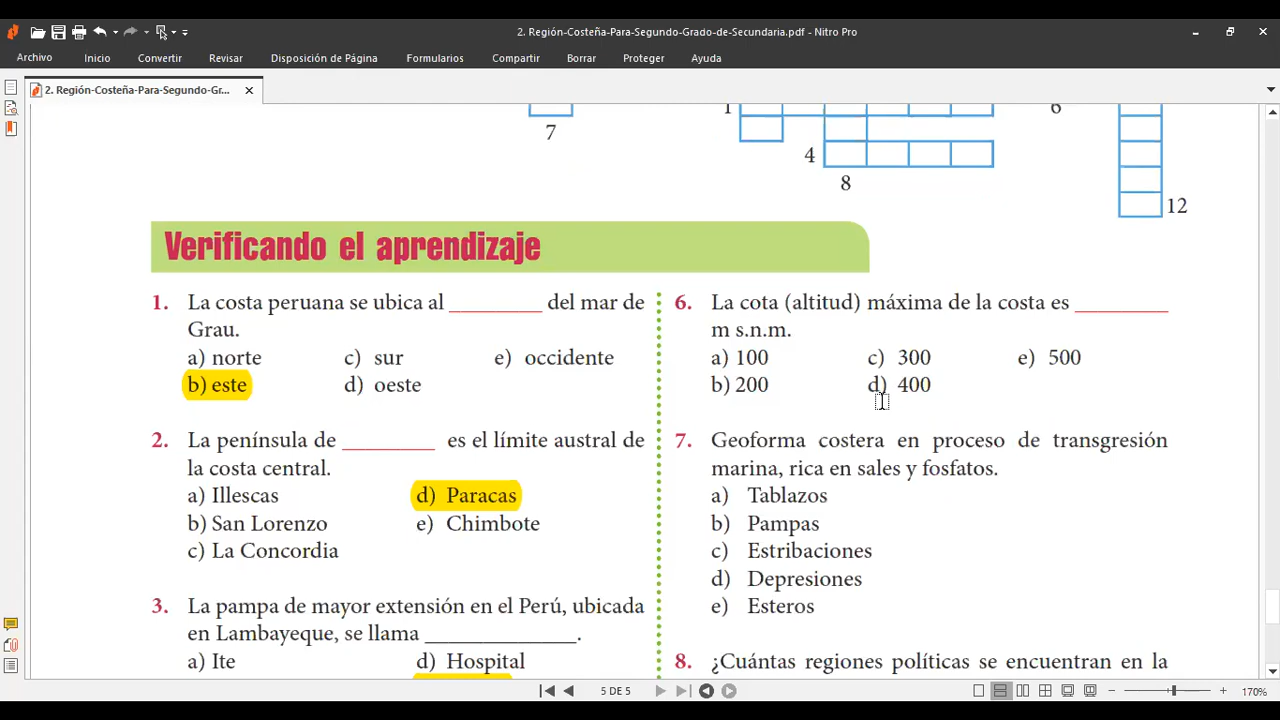 2. Región-Costeña-Para-Segundo-Grado-de-Secundaria.pdf - Nitro Pro
Archivo Inicio Convertir Revisar Disposición de Página Formularios Compartir Borrar Proteger Ayuda
2. Región-Costeña-Para-Segundo-Gr...
7
1
4
8
6
12
Verificando el aprendizaje
1. La costa peruana se ubica al _________ del mar de
Grau.
a) norte c) sur e) occidente
b) este d) oeste
2. La península de _________ es el límite austral de
la costa central.
a) Illescas d) Paracas
b) San Lorenzo e) Chimbote
c) La Concordia
3. La pampa de mayor extensión en el Perú, ubicada
en Lambayeque, se llama ______________.
a) Ite d) Hospital
6. La cota (altitud) máxima de la costa es _________
m s.n.m.
a) 100 c) 300 e) 500
b) 200 d) 400
7. Geoforma costera en proceso de transgresión
marina, rica en sales y fosfatos.
a) Tablazos
b) Pampas
c) Estribaciones
d) Depresiones
e) Esteros
8. ¿Cuántas regiones políticas se encuentran en la
5 DE 5
170%